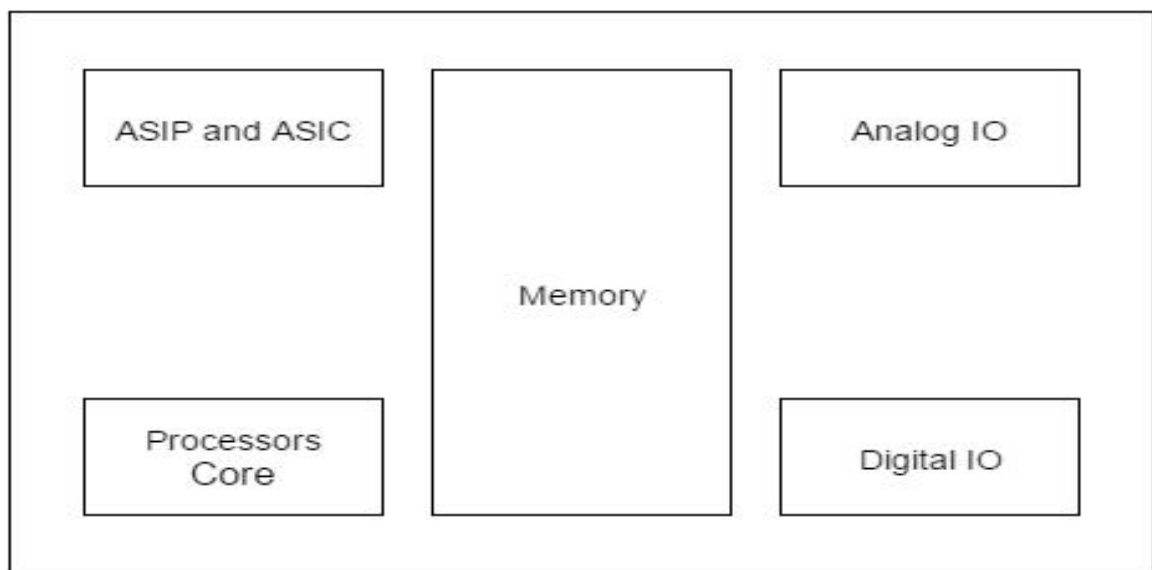 ASIP and ASIC
Analog IO
Memory
Processors
Core
Digital IO